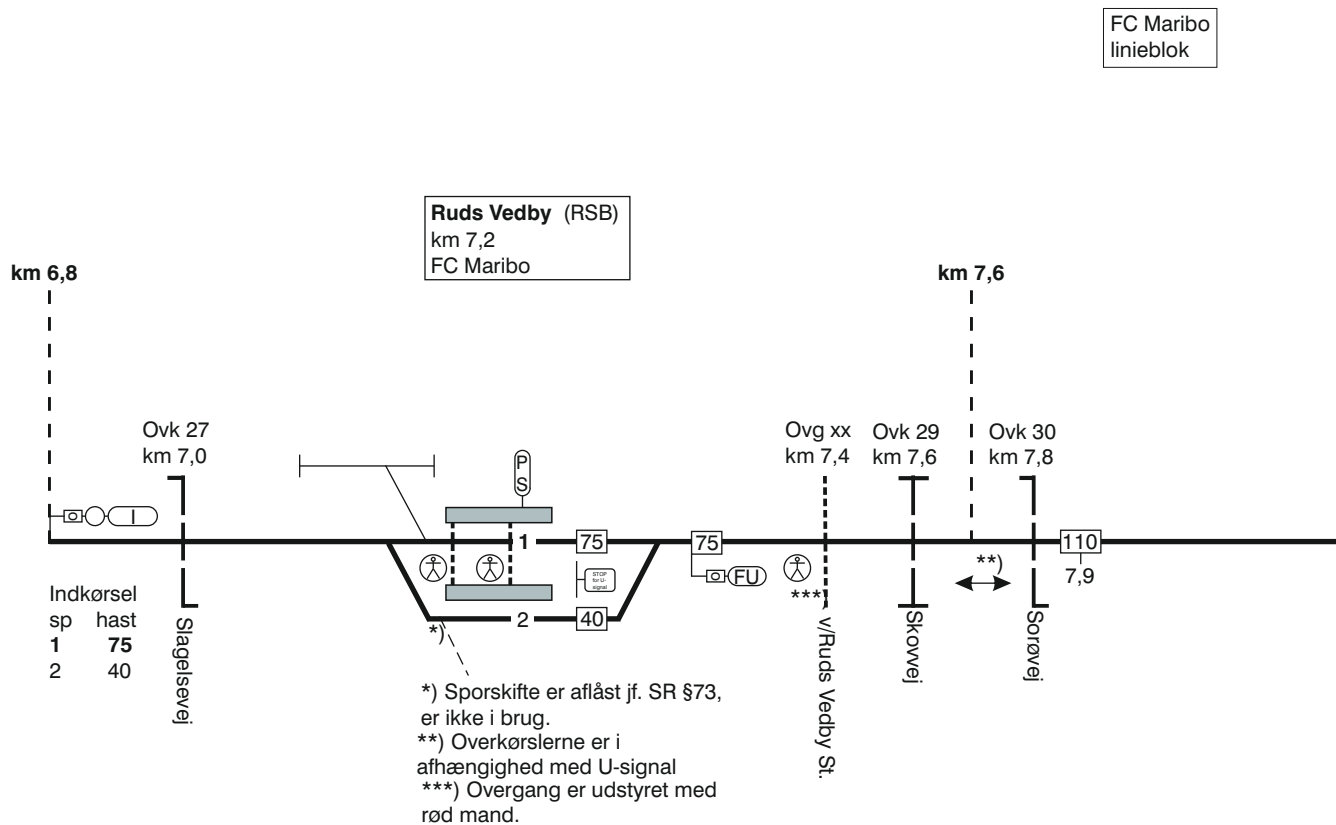 FC Maribo
linieblok
Ruds Vedby (RSB)
km 7,2
FC Maribo
km 6,8
km 7,6
Ovk 27
km 7,0
Ovg xx
km 7,4
Ovk 29
km 7,6
Ovk 30
km 7,8
P
S
I
1
75
75
110
7,9
FU
STOP
for U-
signal
**)
***)
2
40
*)
Indkørsel
sp hast
1 75
2 40
Slagelsevej
v/Ruds Vedby St.
Skovvej
Sorøvej
*) Sporskifte er aflåst jf. SR §73,
er ikke i brug.
**) Overkørslerne er i
afhængighed med U-signal
***) Overgang er udstyret med
rød mand.